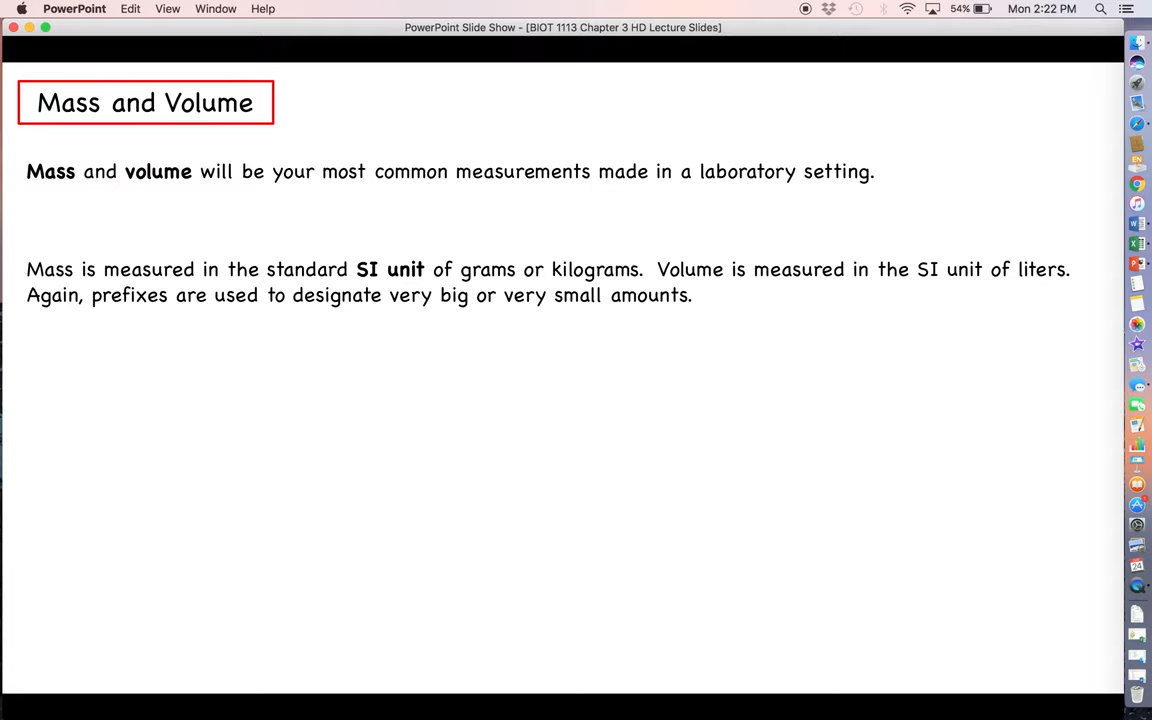 PowerPoint Edit View Window Help 54% Mon 2:22 PM
PowerPoint Slide Show - [BIOT 1113 Chapter 3 HD Lecture Slides]
Mass and Volume
Mass and volume will be your most common measurements made in a laboratory setting.
Mass is measured in the standard SI unit of grams or kilograms. Volume is measured in the SI unit of liters.
Again, prefixes are used to designate very big or very small amounts.